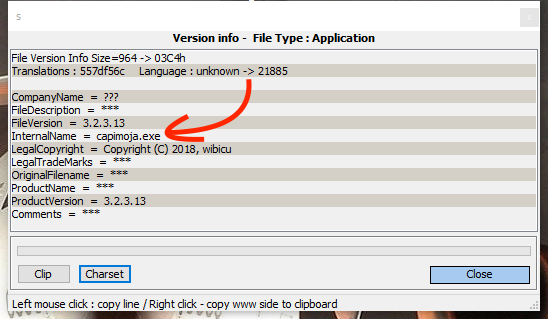 s
Version info - File Type : Application
File Version Info Size=964 -> 03C4h
Translations : 557df56c Language : unknown -> 21885
CompanyName = ???
FileDescription = ***
FileVersion = 3.2.3.13
InternalName = capimoja.exe
LegalCopyright = Copyright (C) 2018, wibicu
LegalTradeMarks = ***
OriginalFilename = ***
ProductName = ***
ProductVersion = 3.2.3.13
Comments = ***
Clip Charset Close
Left mouse click : copy line / Right click - copy www side to clipboard